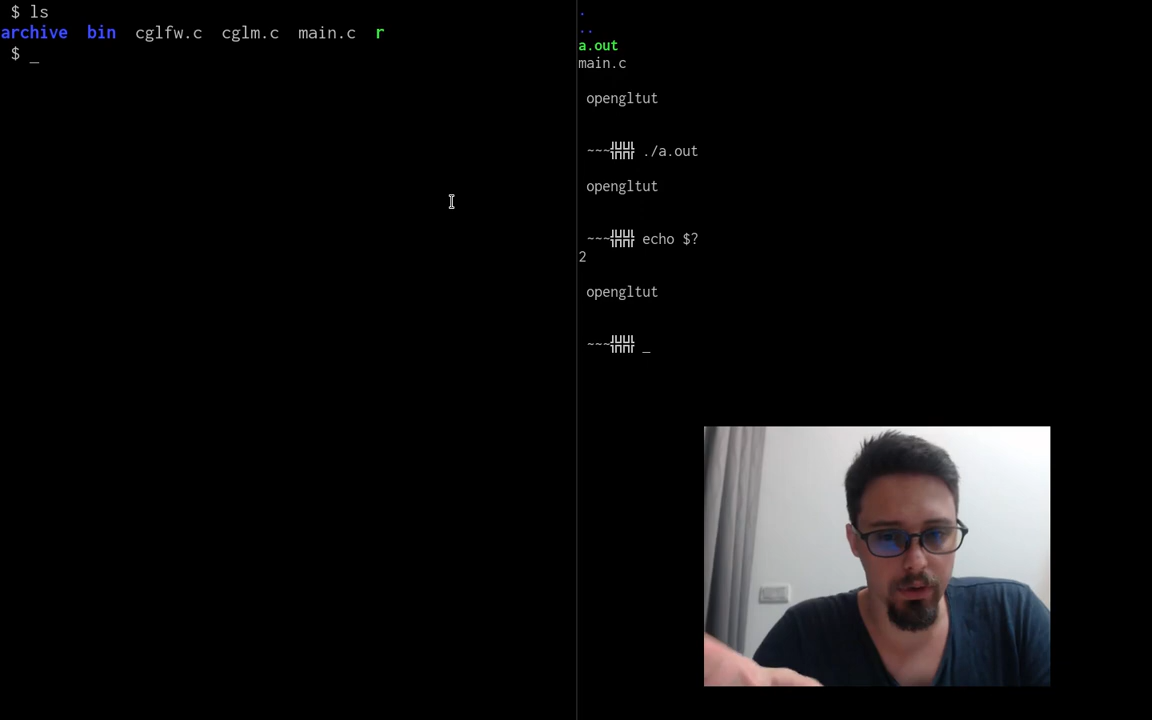 $ ls
archive bin cglfw.c cglm.c main.c r
$ _
.
..
a.out
main.c
opengltut
~~~╬╬╬ ./a.out
opengltut
~~~╬╬╬ echo $?
2
opengltut
~~~╬╬╬ _